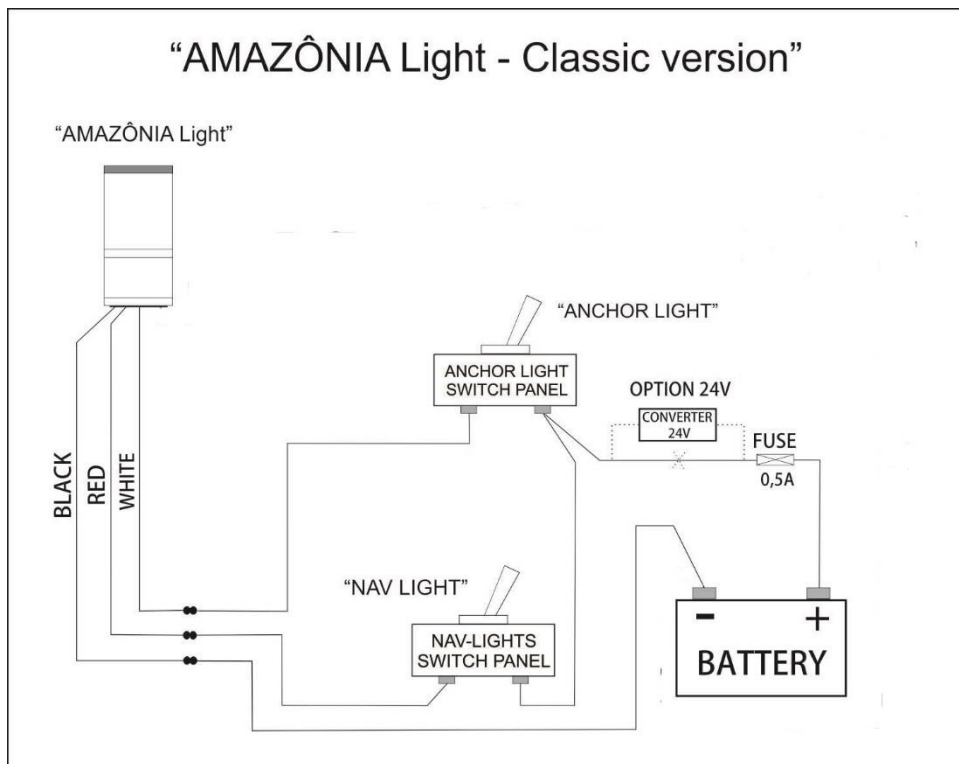 “AMAZÔNIA Light - Classic version”
“AMAZÔNIA Light”
“ANCHOR LIGHT”
ANCHOR LIGHT
SWITCH PANEL
OPTION 24V
CONVERTER
24V
FUSE
0,5A
BLACK
RED
WHITE
“NAV LIGHT”
NAV-LIGHTS
SWITCH PANEL
- +
BATTERY